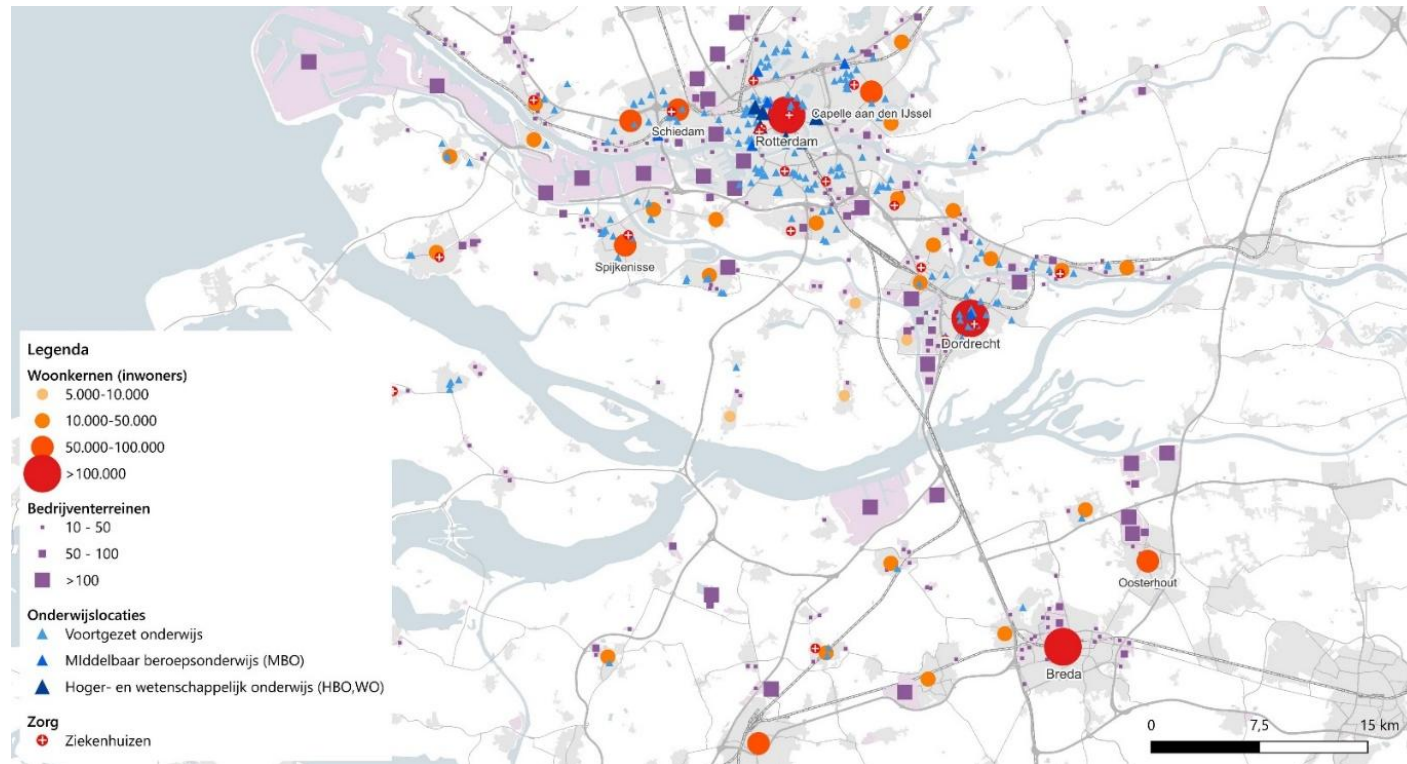 Capelle aan den IJssel
Schiedam
Rotterdam
Spijkenisse
Dordrecht
Oosterhout
Breda
Legenda
Woonkernen (inwoners)
5.000-10.000
10.000-50.000
50.000-100.000
>100.000
Bedrijventerreinen
10 - 50
50 - 100
>100
Onderwijslocaties
Voortgezet onderwijs
MIddelbaar beroepsonderwijs (MBO)
Hoger- en wetenschappelijk onderwijs (HBO,WO)
Zorg
Ziekenhuizen
0 7,5 15 km